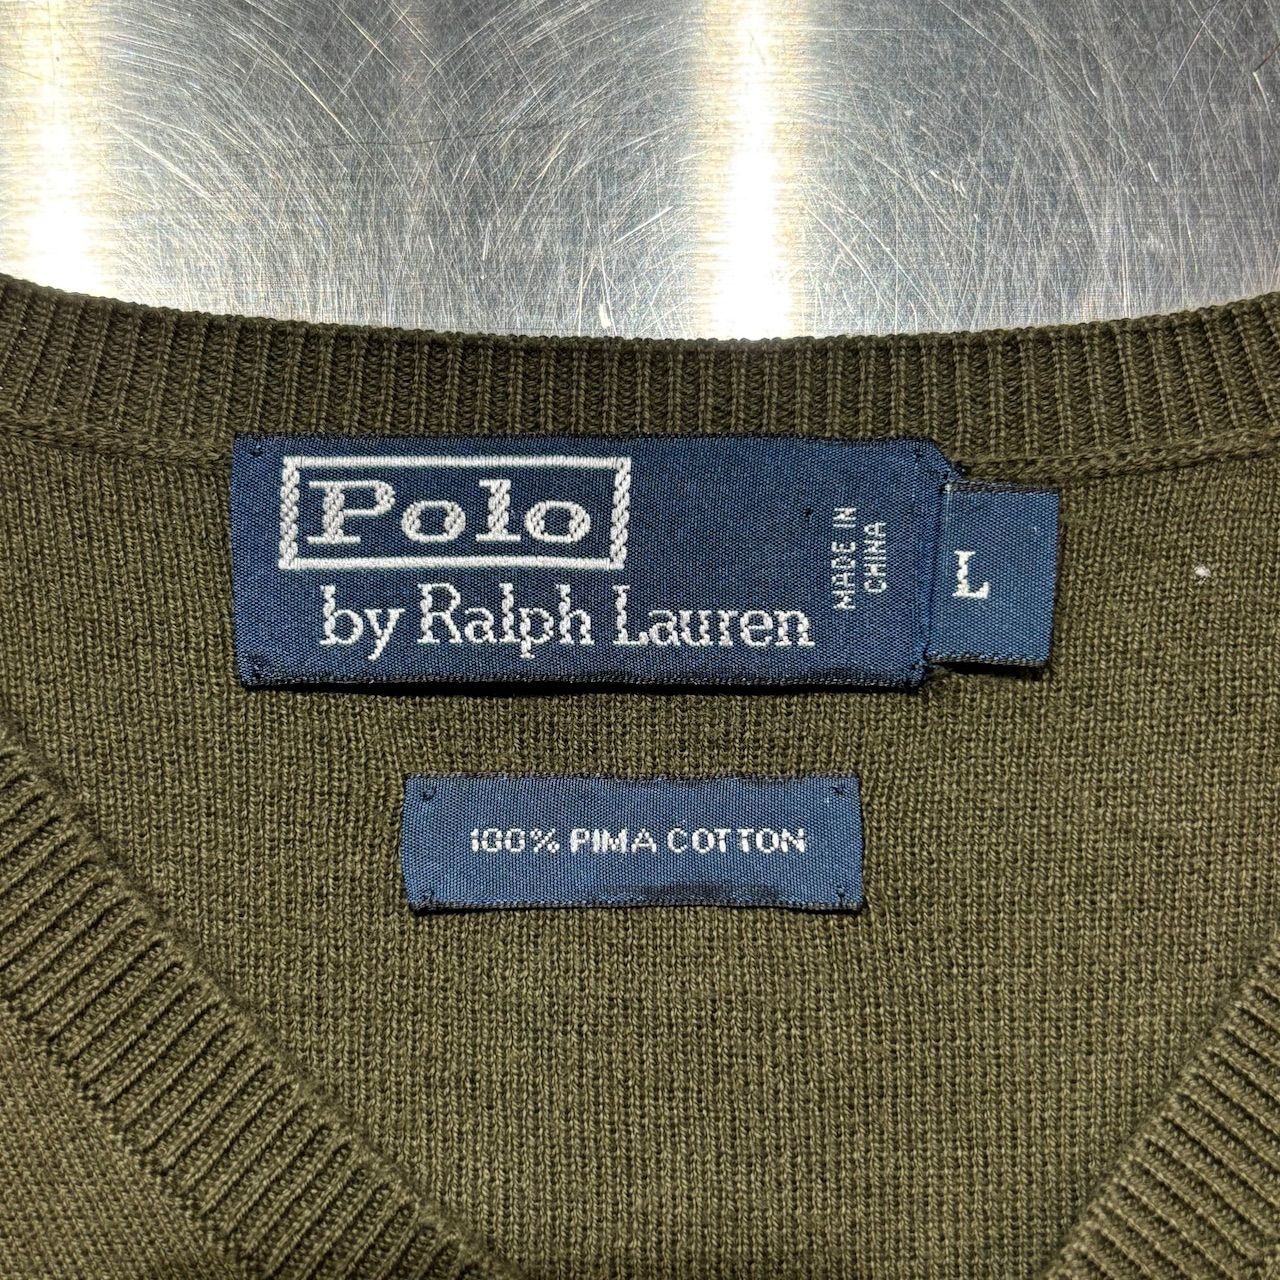 Polo
by Ralph Lauren
MADE IN
CHINA
L
100% PIMA COTTON